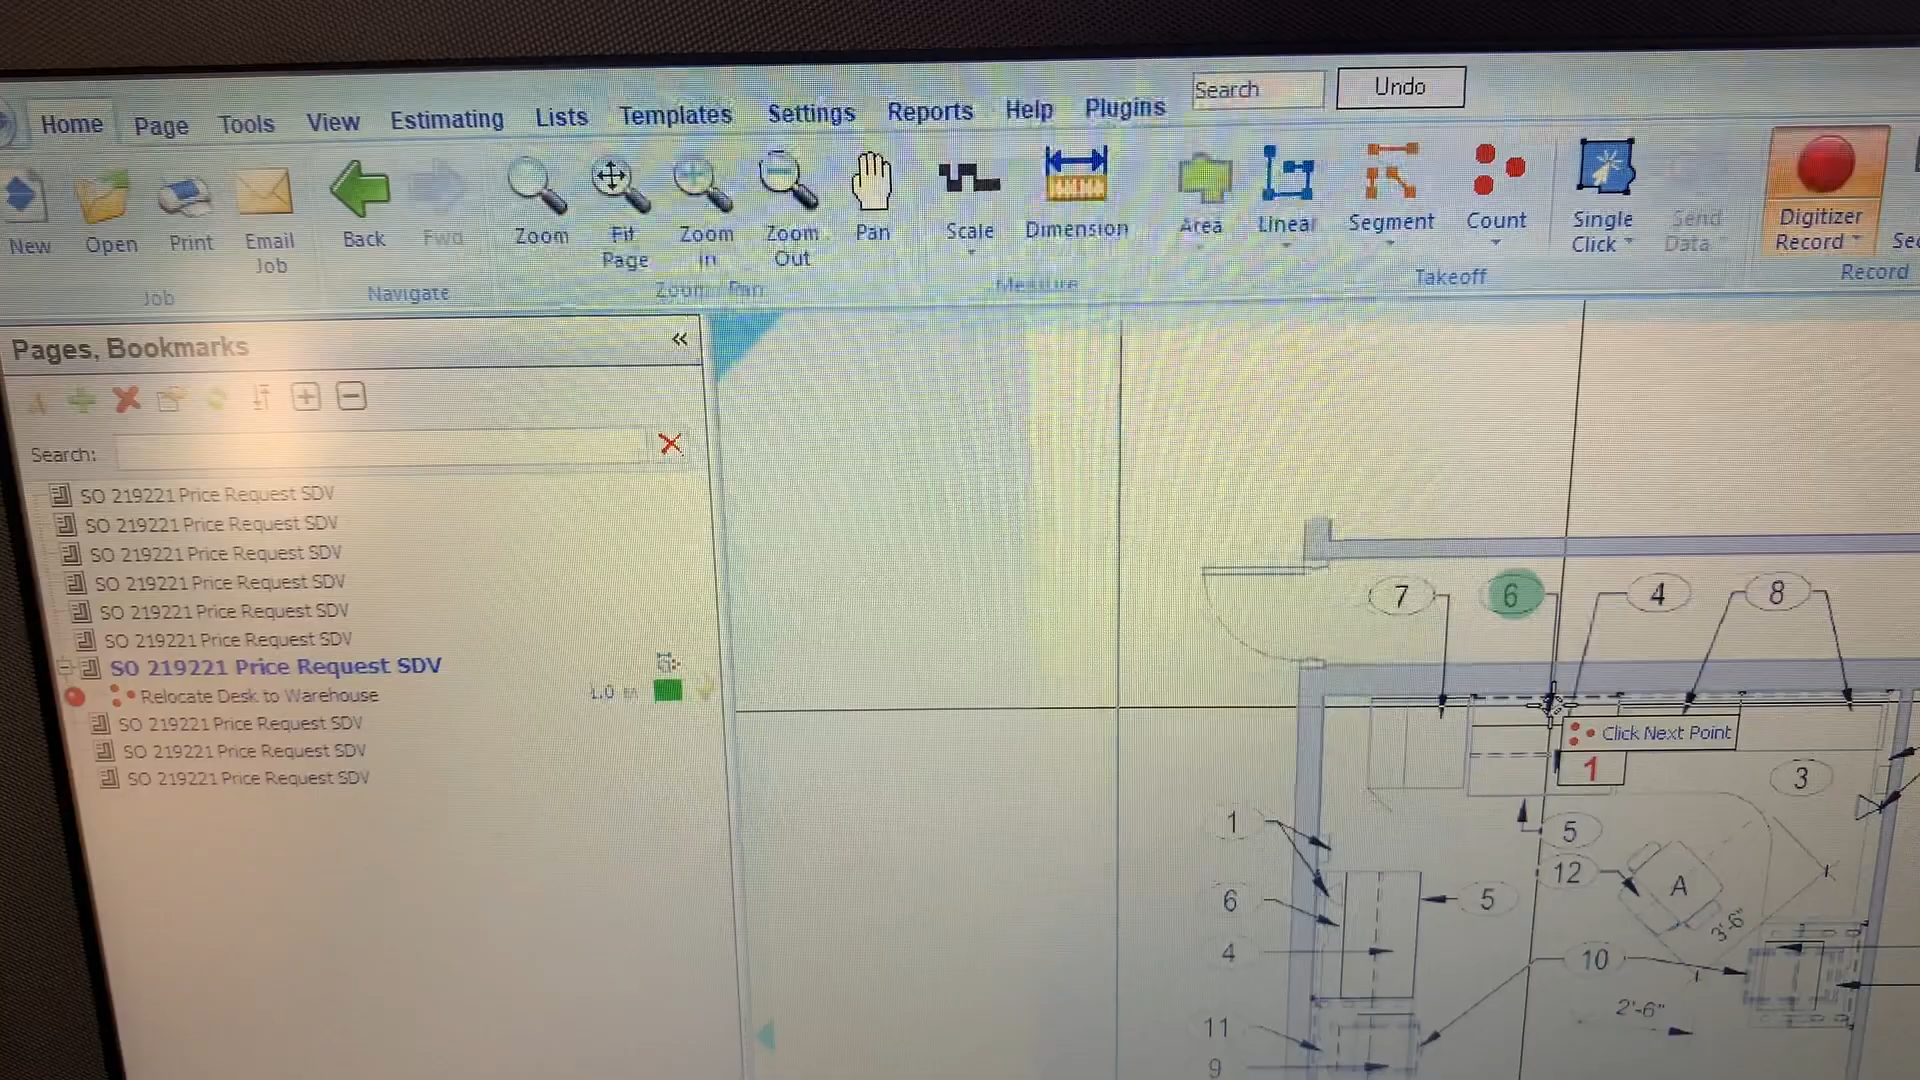 Search Undo
Home Page Tools View Estimating Lists Templates Settings Reports Help Plugins
New Open Print Email Job Back Fwd Zoom Fit Page Zoom In Zoom Out Pan Scale Dimension Area Linear Segment Count Single Click Send Data Digitizer Record
Job Navigate Zoom Pan Measure Takeoff Record
Pages, Bookmarks «
Search:
SO 219221 Price Request SDV
SO 219221 Price Request SDV
SO 219221 Price Request SDV
SO 219221 Price Request SDV
SO 219221 Price Request SDV
SO 219221 Price Request SDV
SO 219221 Price Request SDV
Relocate Desk to Warehouse 1.0 EA
SO 219221 Price Request SDV
SO 219221 Price Request SDV
SO 219221 Price Request SDV
7 6 4 8
Click Next Point
1 3
1 5
12 A
6 5
3'-6"
4 10
2'-6"
11
9